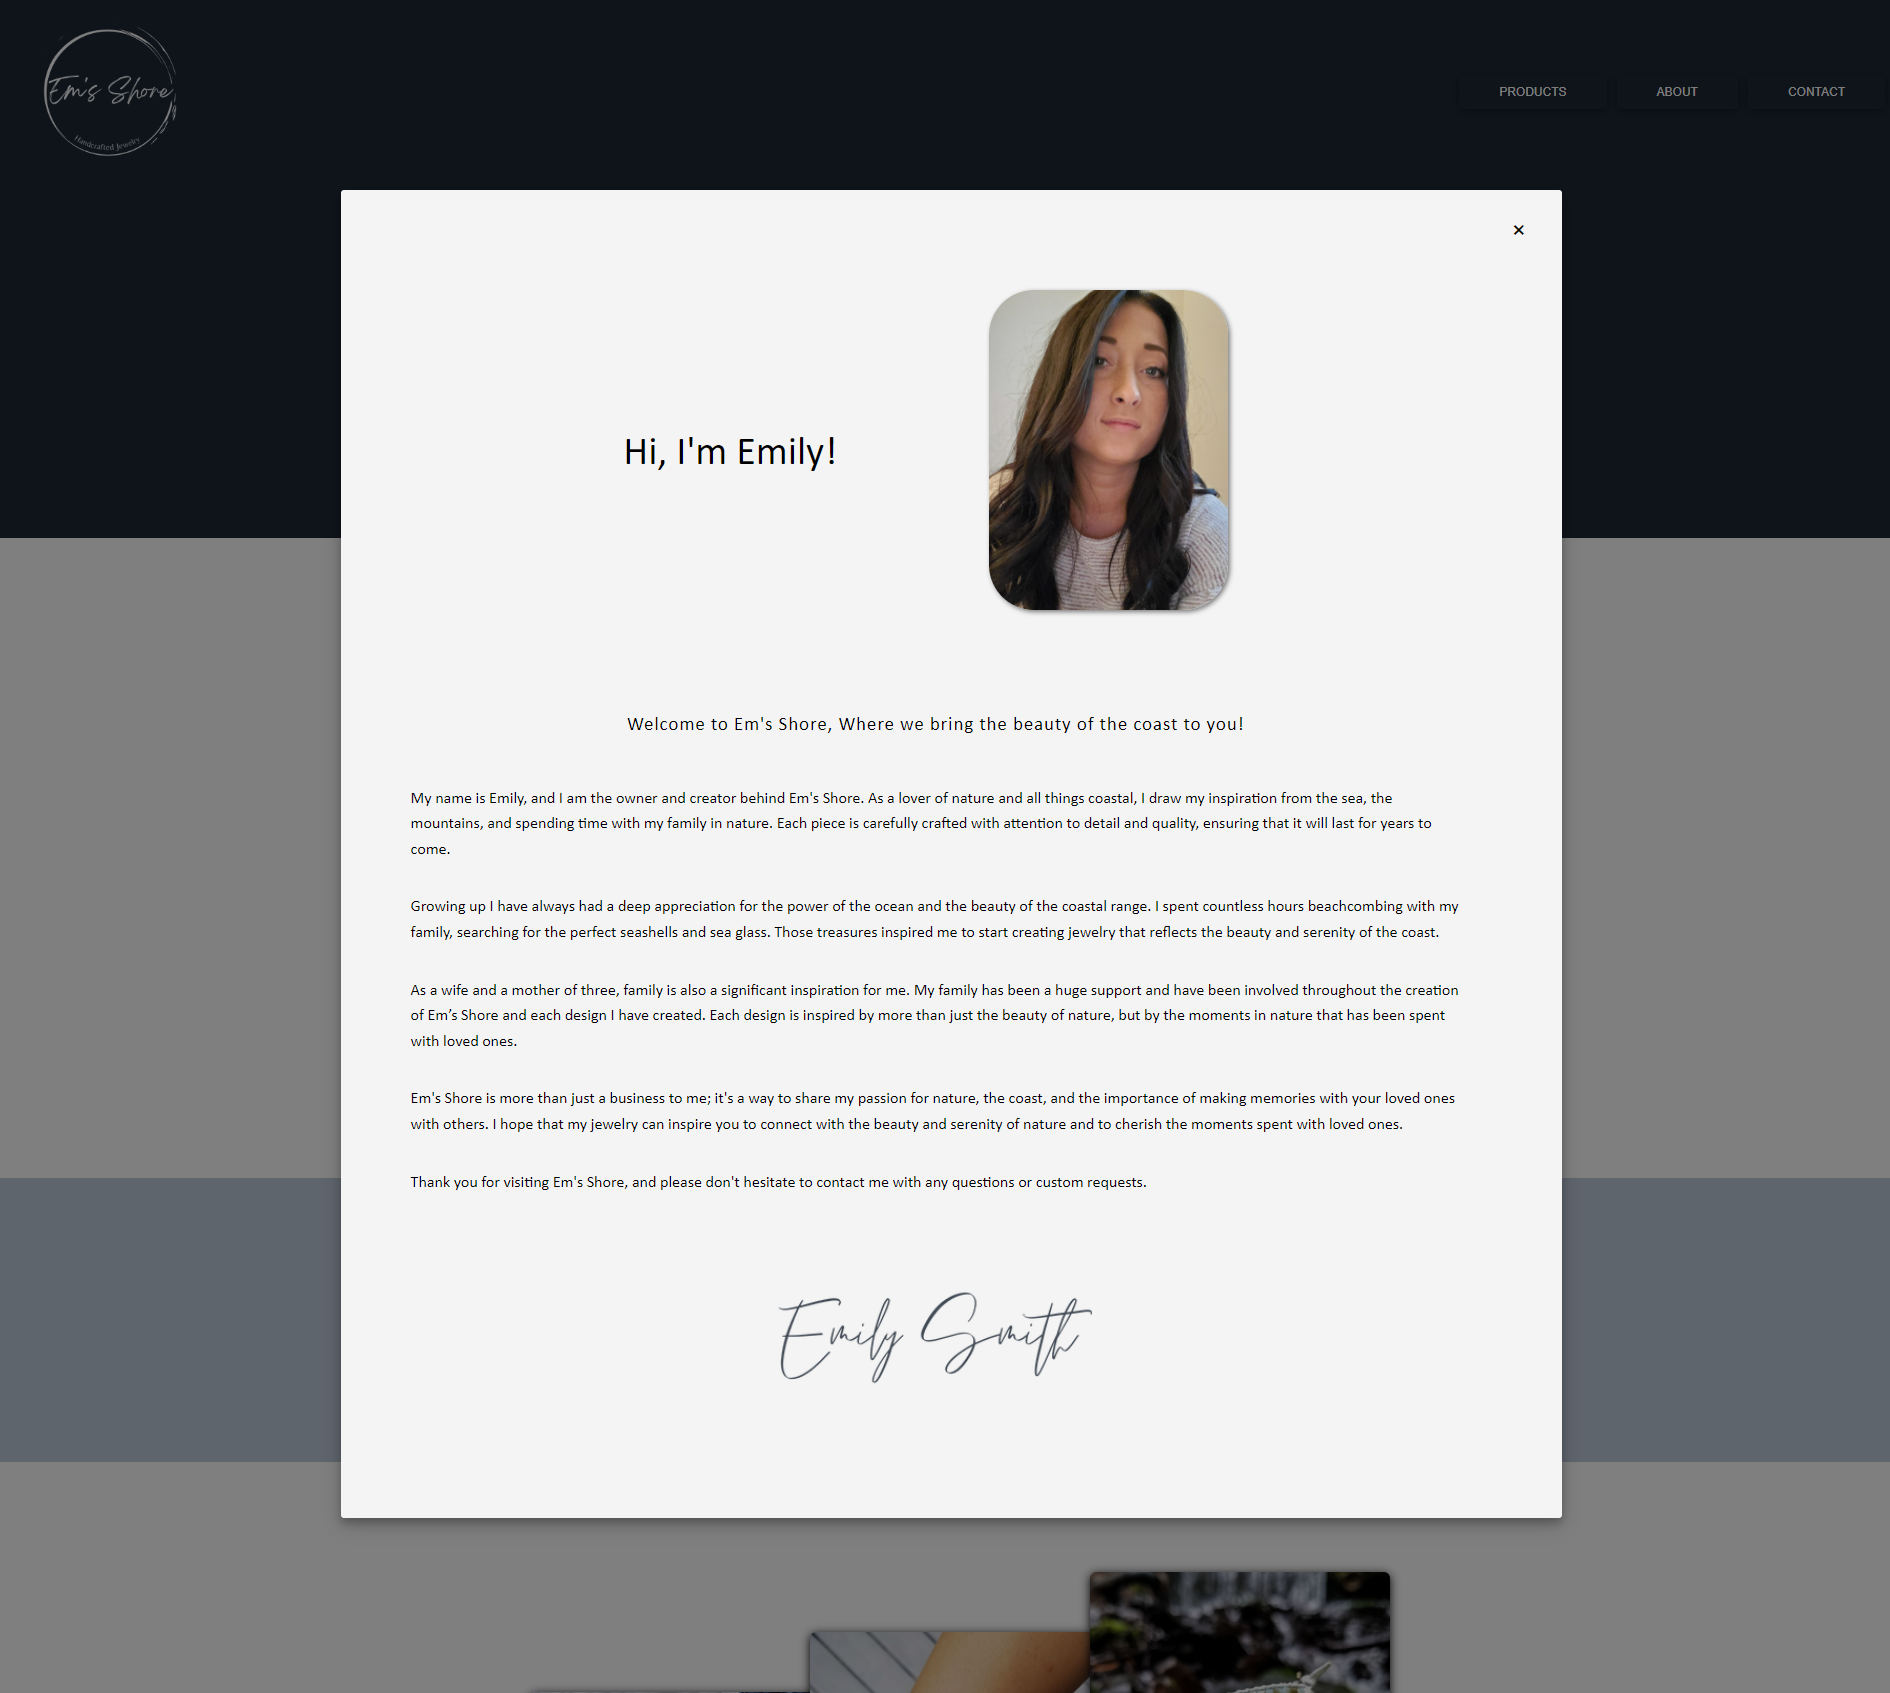 Em's Shore
Handcrafted Jewelry
PRODUCTS
ABOUT
CONTACT
×
Hi, I'm Emily!
Welcome to Em's Shore, Where we bring the beauty of the coast to you!
My name is Emily, and I am the owner and creator behind Em's Shore. As a lover of nature and all things coastal, I draw my inspiration from the sea, the
mountains, and spending time with my family in nature. Each piece is carefully crafted with attention to detail and quality, ensuring that it will last for years to
come.
Growing up I have always had a deep appreciation for the power of the ocean and the beauty of the coastal range. I spent countless hours beachcombing with my
family, searching for the perfect seashells and sea glass. Those treasures inspired me to start creating jewelry that reflects the beauty and serenity of the coast.
As a wife and a mother of three, family is also a significant inspiration for me. My family has been a huge support and have been involved throughout the creation
of Em’s Shore and each design I have created. Each design is inspired by more than just the beauty of nature, but by the moments in nature that has been spent
with loved ones.
Em's Shore is more than just a business to me; it's a way to share my passion for nature, the coast, and the importance of making memories with your loved ones
with others. I hope that my jewelry can inspire you to connect with the beauty and serenity of nature and to cherish the moments spent with loved ones.
Thank you for visiting Em's Shore, and please don't hesitate to contact me with any questions or custom requests.
Emily Smith